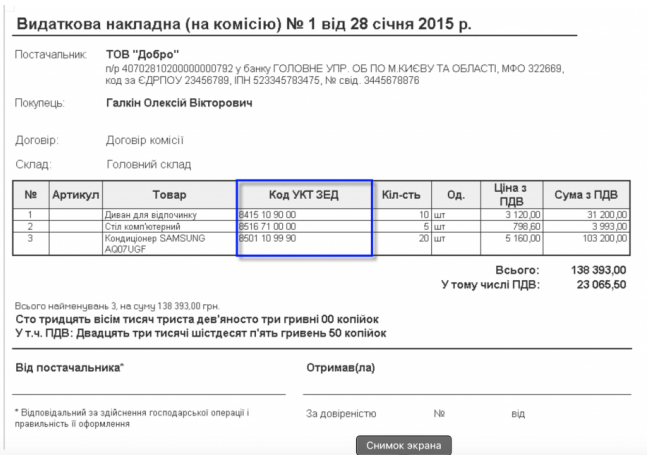 Видаткова накладна (на комісію) № 1 від 28 січня 2015 р.
Постачальник: ТОВ "Добро"
п/р 40702810200000000792 у банку ГОЛОВНЕ УПР. ОБ ПО М.КИЄВУ ТА ОБЛАСТІ, МФО 322669,
код за ЄДРПОУ 23456789, ІПН 523345783475, № свід. 3445678876
Покупець: Галкін Олексій Вікторович
Договір: Договір комісії
Склад: Головний склад
№ Артикул Товар Код УКТ ЗЕД Кіл-сть Од. Ціна з ПДВ Сума з ПДВ
1 Диван для відпочинку 8415 10 90 00 10 шт 3 120,00 31 200,00
2 Стіл комп'ютерний 8516 71 00 00 5 шт 798,60 3 993,00
3 Кондиціонер SAMSUNG AQ07UGF 8501 10 99 90 20 шт 5 160,00 103 200,00
Всього: 138 393,00
У тому числі ПДВ: 23 065,50
Всього найменувань 3, на суму 138 393,00 грн.
Сто тридцять вісім тисяч триста дев'яносто три гривні 00 копійок
У т.ч. ПДВ: Двадцять три тисячі шістдесят п'ять гривень 50 копійок
Від постачальника* Отримав(ла)
* Відповідальний за здійснення господарської операції і
правильність її оформлення
За довіреністю № від
Снимок экрана